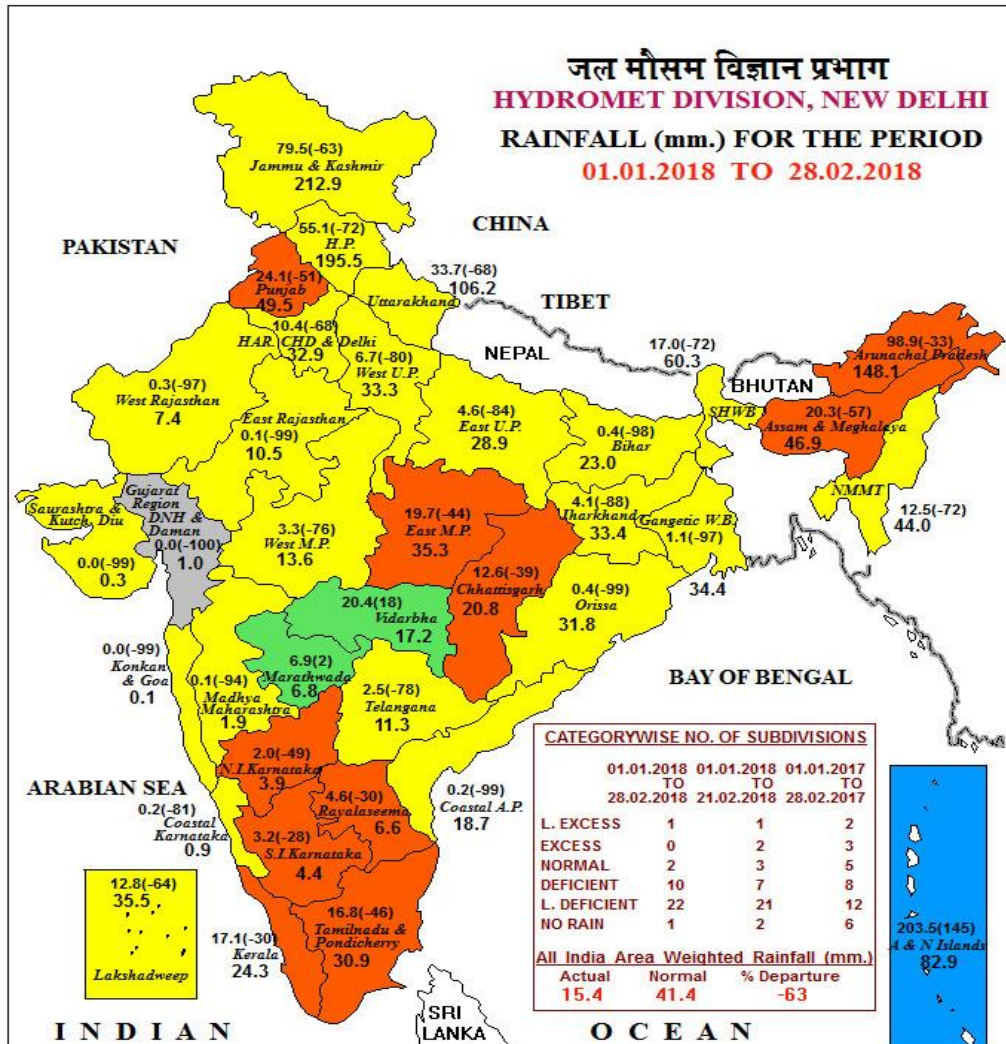 जल मौसम विज्ञान प्रभाग
HYDROMET DIVISION, NEW DELHI
RAINFALL (mm.) FOR THE PERIOD
01.01.2018 TO 28.02.2018
79.5(-63)
Jammu & Kashmir
212.9
CHINA
PAKISTAN
55.1(-72)
H.P.
195.5
24.1(-51)
Punjab
49.5
33.7(-68)
106.2
Uttarakhand
TIBET
10.4(-68)
HAR. CHD & Delhi
32.9
NEPAL
6.7(-80)
West U.P.
33.3
17.0(-72)
60.3
BHUTAN
98.9(-33)
Arunachal Pradesh
148.1
0.3(-97)
West Rajasthan
7.4
East Rajasthan
0.1(-99)
10.5
4.6(-84)
East U.P.
28.9
0.4(-98)
Bihar
23.0
SHWB
20.3(-57)
Assam & Meghalaya
46.9
NMMT
12.5(-72)
44.0
Saurashtra &
Kutch, Diu
0.0(-99)
0.3
Gujarat
Region
DNH &
Daman
0.0(-100)
1.0
3.3(-76)
West M.P.
13.6
19.7(-44)
East M.P.
35.3
4.1(-88)
Jharkhand
33.4
Gangetic W.B.
1.1(-97)
34.4
12.6(-39)
Chhattisgarh
20.8
0.4(-99)
Orissa
31.8
20.4(18)
Vidarbha
17.2
0.0(-99)
Konkan
& Goa
0.1
0.1(-94)
Madhya
Maharashtra
1.9
6.9(2)
Marathwada
6.8
2.5(-78)
Telangana
11.3
BAY OF BENGAL
ARABIAN SEA
2.0(-49)
N.I.Karnataka
3.9
4.6(-30)
Rayalaseema
6.6
0.2(-99)
Coastal A.P.
18.7
0.2(-81)
Coastal
Karnataka
0.9
3.2(-28)
S.I.Karnataka
4.4
12.8(-64)
35.5
Lakshadweep
17.1(-30)
Kerala
24.3
16.8(-46)
Tamilnadu &
Pondicherry
30.9
CATEGORYWISE NO. OF SUBDIVISIONS
01.01.2018 01.01.2018 01.01.2017
TO TO TO
28.02.2018 21.02.2018 28.02.2017
L. EXCESS 1 1 2
EXCESS 0 2 3
NORMAL 2 3 5
DEFICIENT 10 7 8
L. DEFICIENT 22 21 12
NO RAIN 1 2 6
All India Area Weighted Rainfall (mm.)
Actual Normal % Departure
15.4 41.4 -63
203.5(145)
A & N Islands
82.9
SRI
LANKA
INDIAN OCEAN